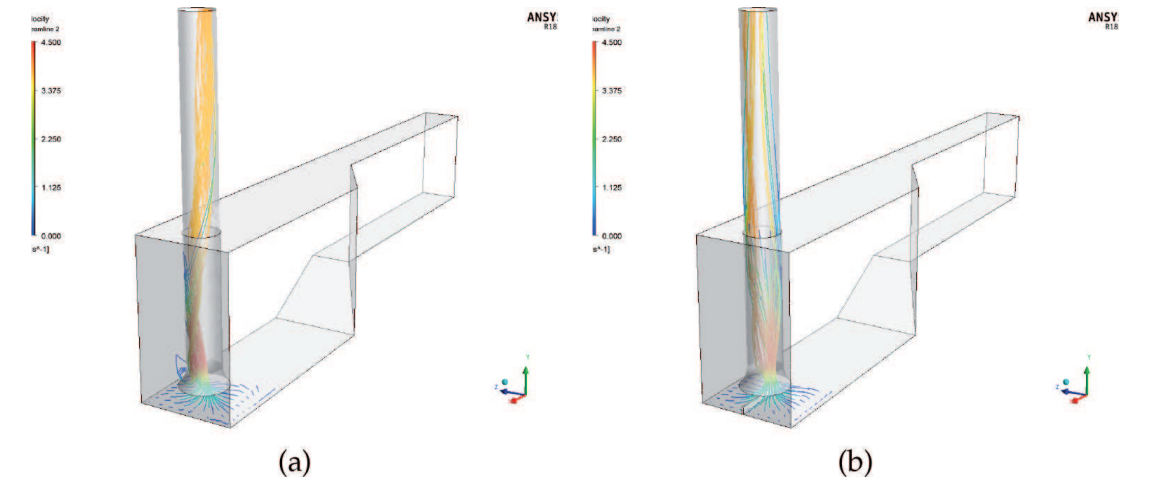 locity
eamline 2
4.500
3.375
2.250
1.125
0.000
s^-1]
ANSY
R18
Y
Z
(a)
locity
eamline 2
4.500
3.375
2.250
1.125
0.000
s^-1]
ANSY
R18
Y
Z
(b)